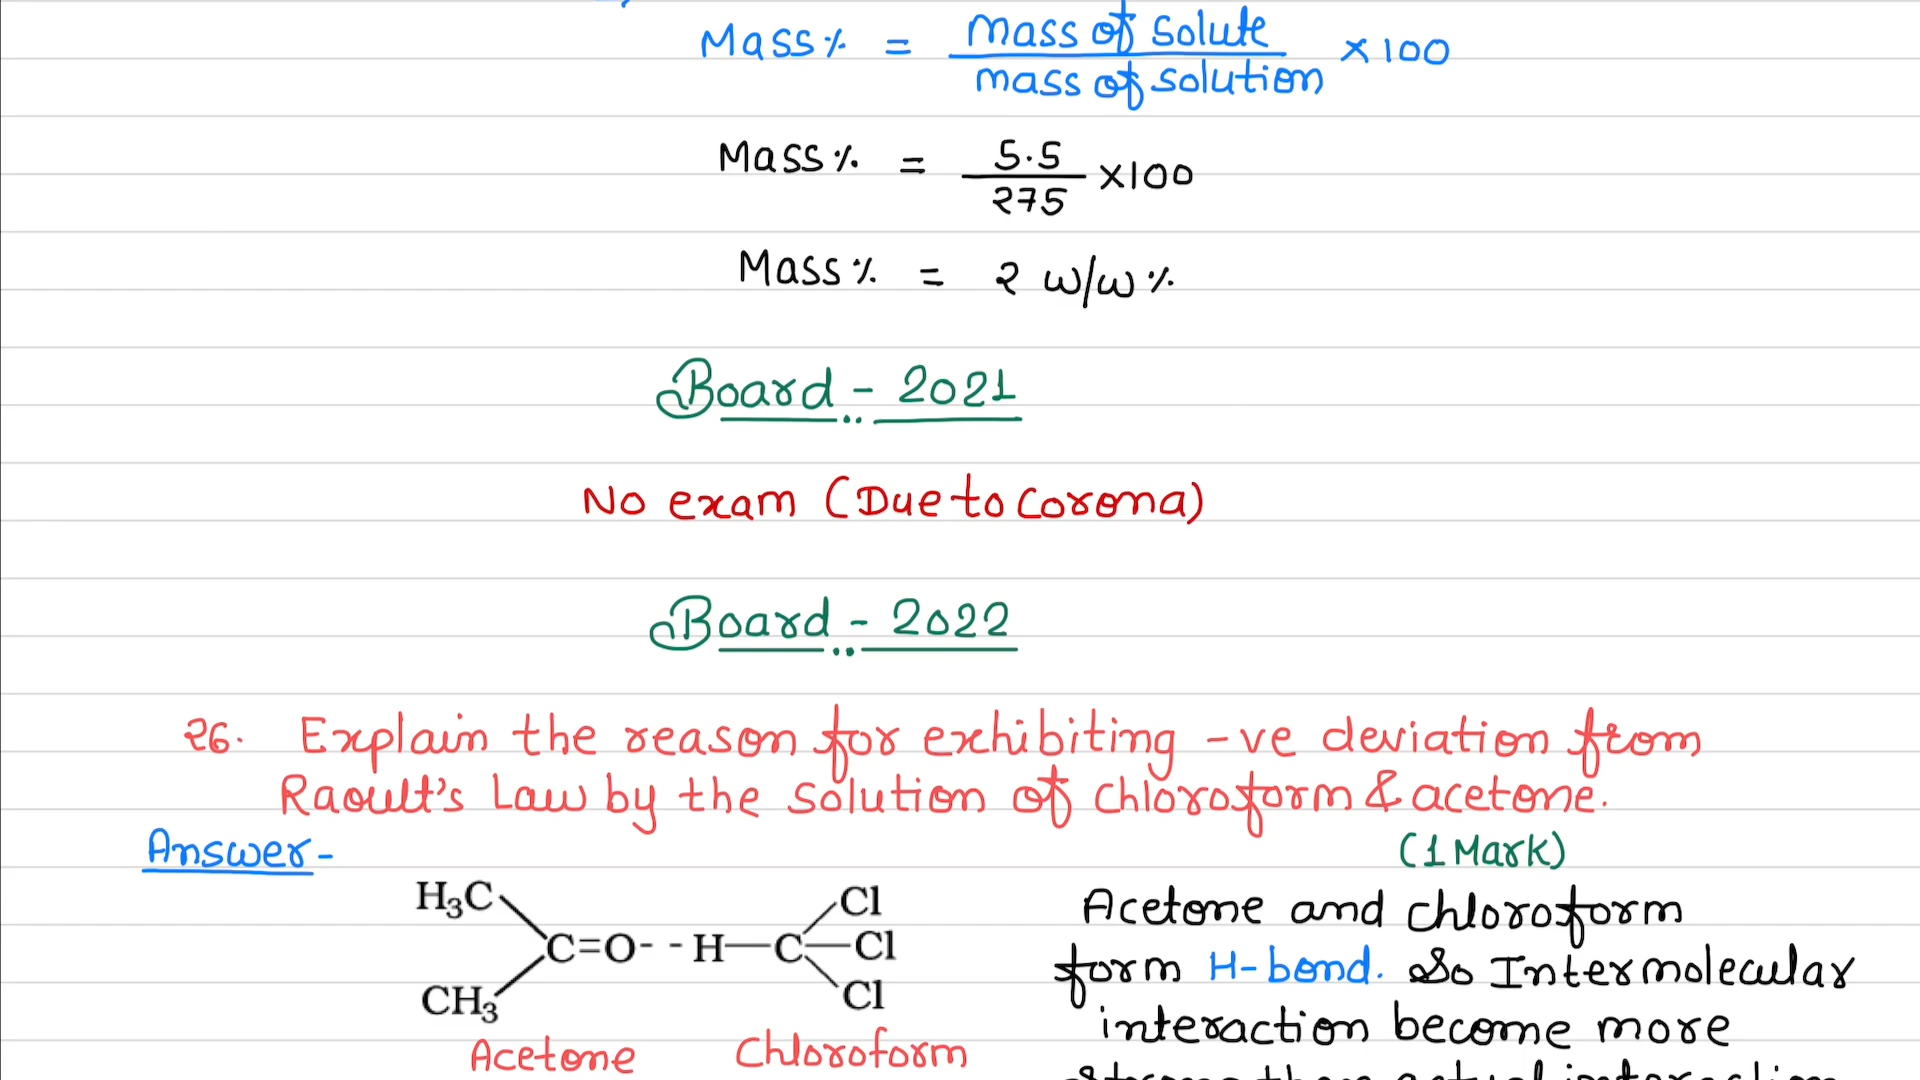 Mass% = mass of solute / mass of solution × 100
Mass% = 5.5 / 275 × 100
Mass% = 2 w/w %
Board - 2021
No exam (Due to Corona)
Board - 2022
26. Explain the reason for exhibiting -ve deviation from
Raoult's Law by the solution of chloroform & acetone.
(1 Mark)
Answer-
H₃C
CH₃
C=O- -H—C—Cl
Cl
Cl
Acetone Chloroform
Acetone and chloroform
form H-bond. So Intermolecular
interaction become more